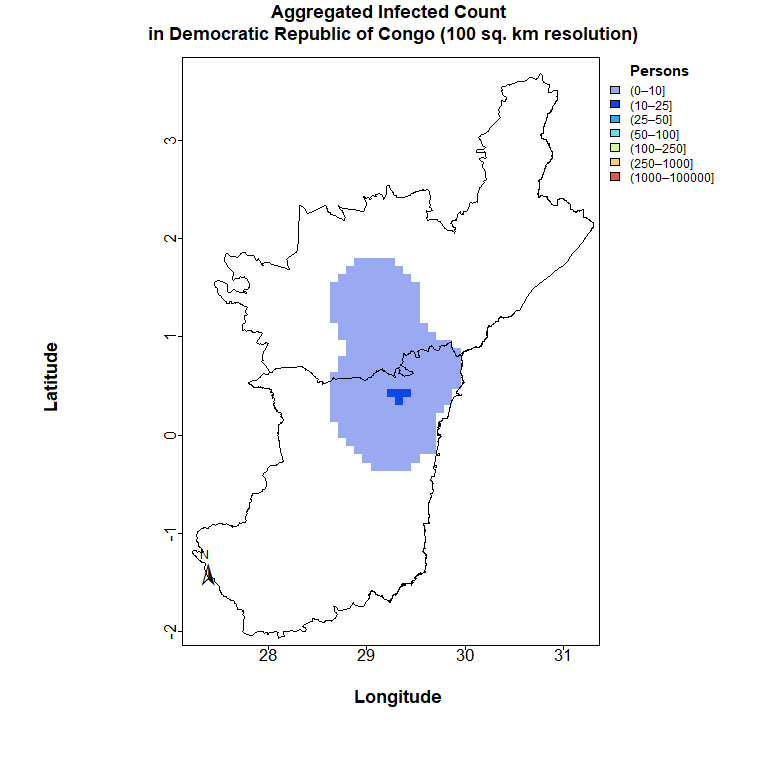 Aggregated Infected Count
in Democratic Republic of Congo (100 sq. km resolution)
Persons
(0–10]
(10–25]
(25–50]
(50–100]
(100–250]
(250–1000]
(1000–100000]
3
2
1
0
-1
-2
Latitude
N
28 29 30 31
Longitude